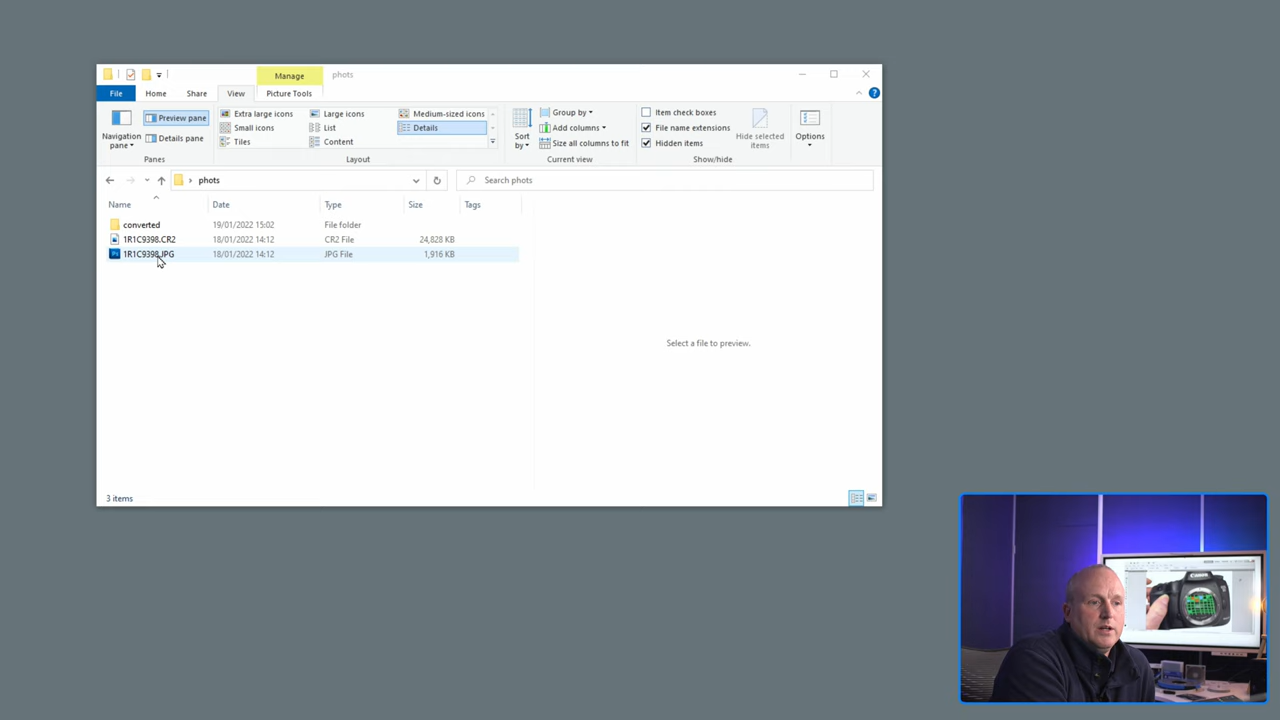 Manage
phots
File
Home
Share
View
Picture Tools
Navigation pane
Preview pane
Details pane
Panes
Extra large icons
Large icons
Medium-sized icons
Small icons
List
Details
Tiles
Content
Layout
Sort by
Group by
Add columns
Size all columns to fit
Current view
Item check boxes
File name extensions
Hidden items
Hide selected items
Show/hide
Options
phots
Search phots
Name Date Type Size Tags
converted 19/01/2022 15:02 File folder
1R1C9398.CR2 18/01/2022 14:12 CR2 File 24,828 KB
1R1C9398.JPG 18/01/2022 14:12 JPG File 1,916 KB
Select a file to preview.
3 items
Canon